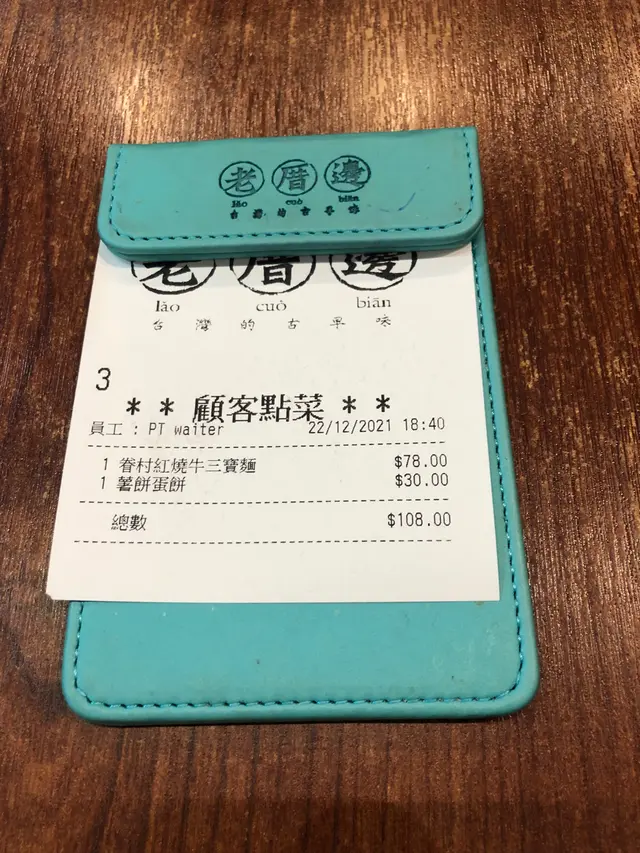 老厝邊
lăo cuò biān
台灣的古早味
老厝邊
lăo cuò biān
台灣的古早味
3
** 顧客點菜 **
員工 : PT waiter 22/12/2021 18:40
1 眷村紅燒牛三寶麵 $78.00
1 薯餅蛋餅 $30.00
總數 $108.00